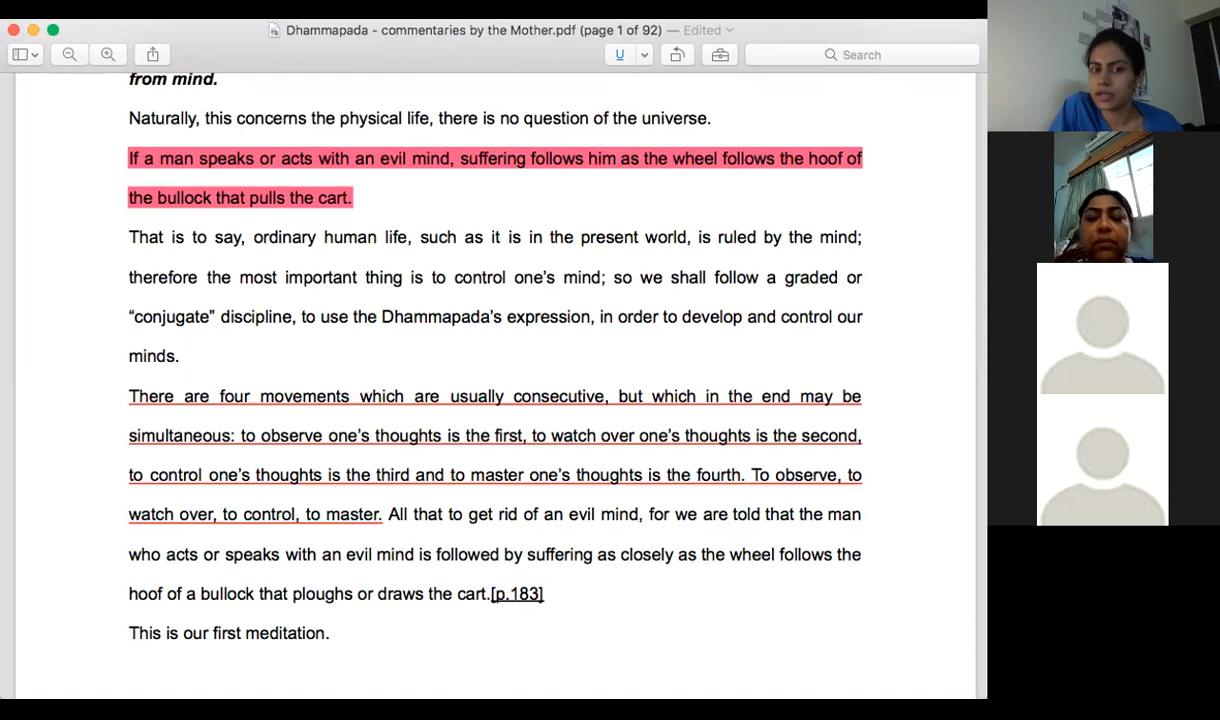 Dhammapada - commentaries by the Mother.pdf (page 1 of 92) — Edited
U
Search
from mind.
Naturally, this concerns the physical life, there is no question of the universe.
If a man speaks or acts with an evil mind, suffering follows him as the wheel follows the hoof of
the bullock that pulls the cart.
That is to say, ordinary human life, such as it is in the present world, is ruled by the mind;
therefore the most important thing is to control one's mind; so we shall follow a graded or
“conjugate” discipline, to use the Dhammapada's expression, in order to develop and control our
minds.
There are four movements which are usually consecutive, but which in the end may be
simultaneous: to observe one's thoughts is the first, to watch over one's thoughts is the second,
to control one's thoughts is the third and to master one's thoughts is the fourth. To observe, to
watch over, to control, to master. All that to get rid of an evil mind, for we are told that the man
who acts or speaks with an evil mind is followed by suffering as closely as the wheel follows the
hoof of a bullock that ploughs or draws the cart.[p.183]
This is our first meditation.